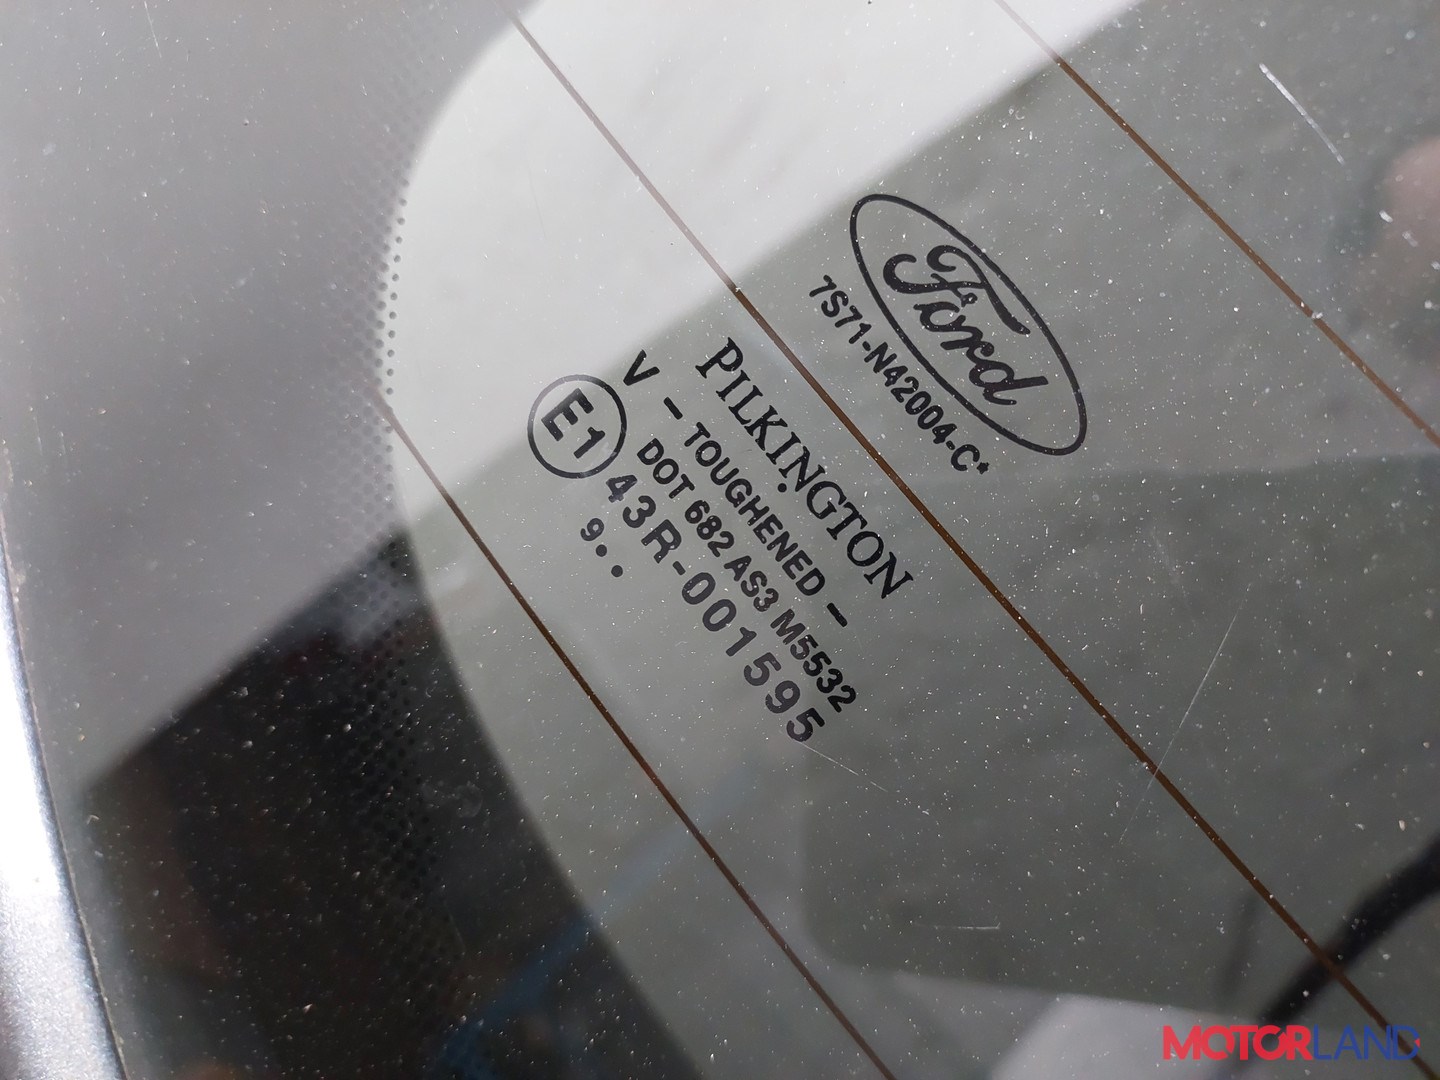 Ford
7S71-N42004-C*
PILKINGTON
V - TOUGHENED -
DOT 682 AS3 M5532
E1 43R-001595
9..
MOTORLAND